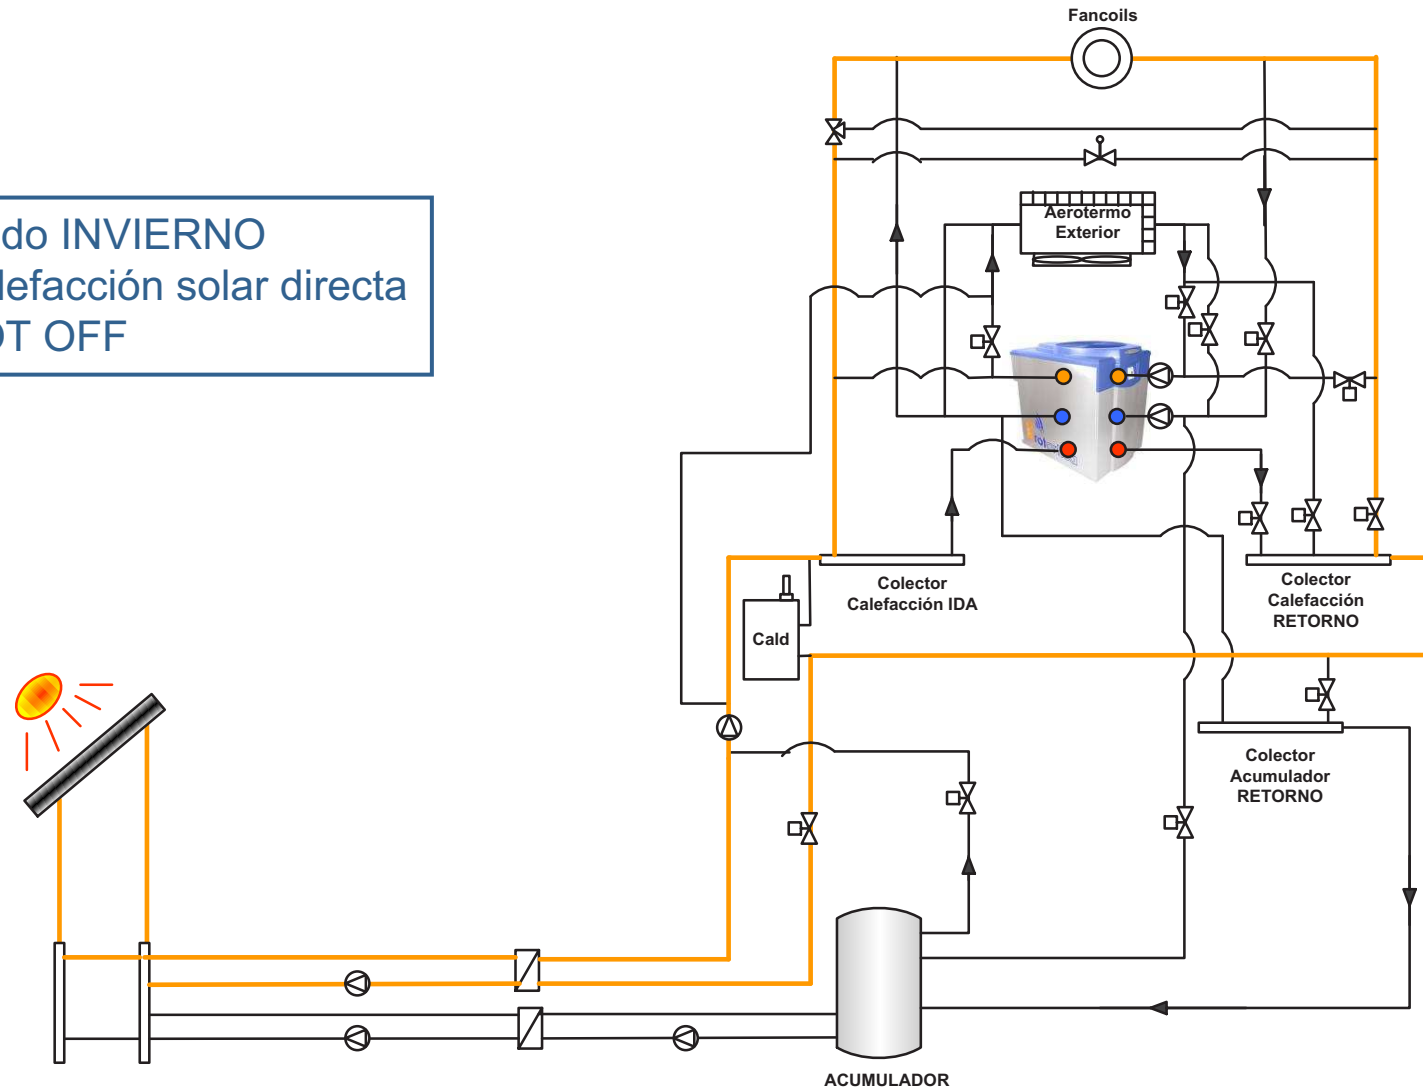 Fancoils
do INVIERNO
lefacción solar directa
OT OFF
Aerotermo
Exterior
Colector
Calefacción IDA
Colector
Calefacción
RETORNO
Cald
Colector
Acumulador
RETORNO
ACUMULADOR